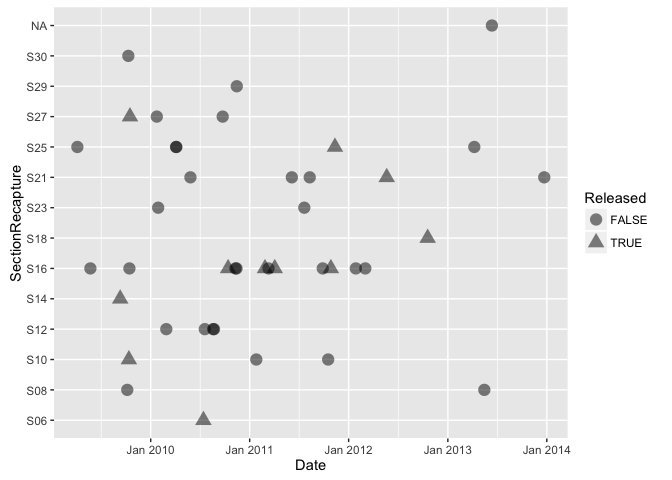 NA
S30
S29
S27
S25
S21
S23
S18
S16
S14
S12
S10
S08
S06
SectionRecapture
Jan 2010 Jan 2011 Jan 2012 Jan 2013 Jan 2014
Date
Released
FALSE
TRUE